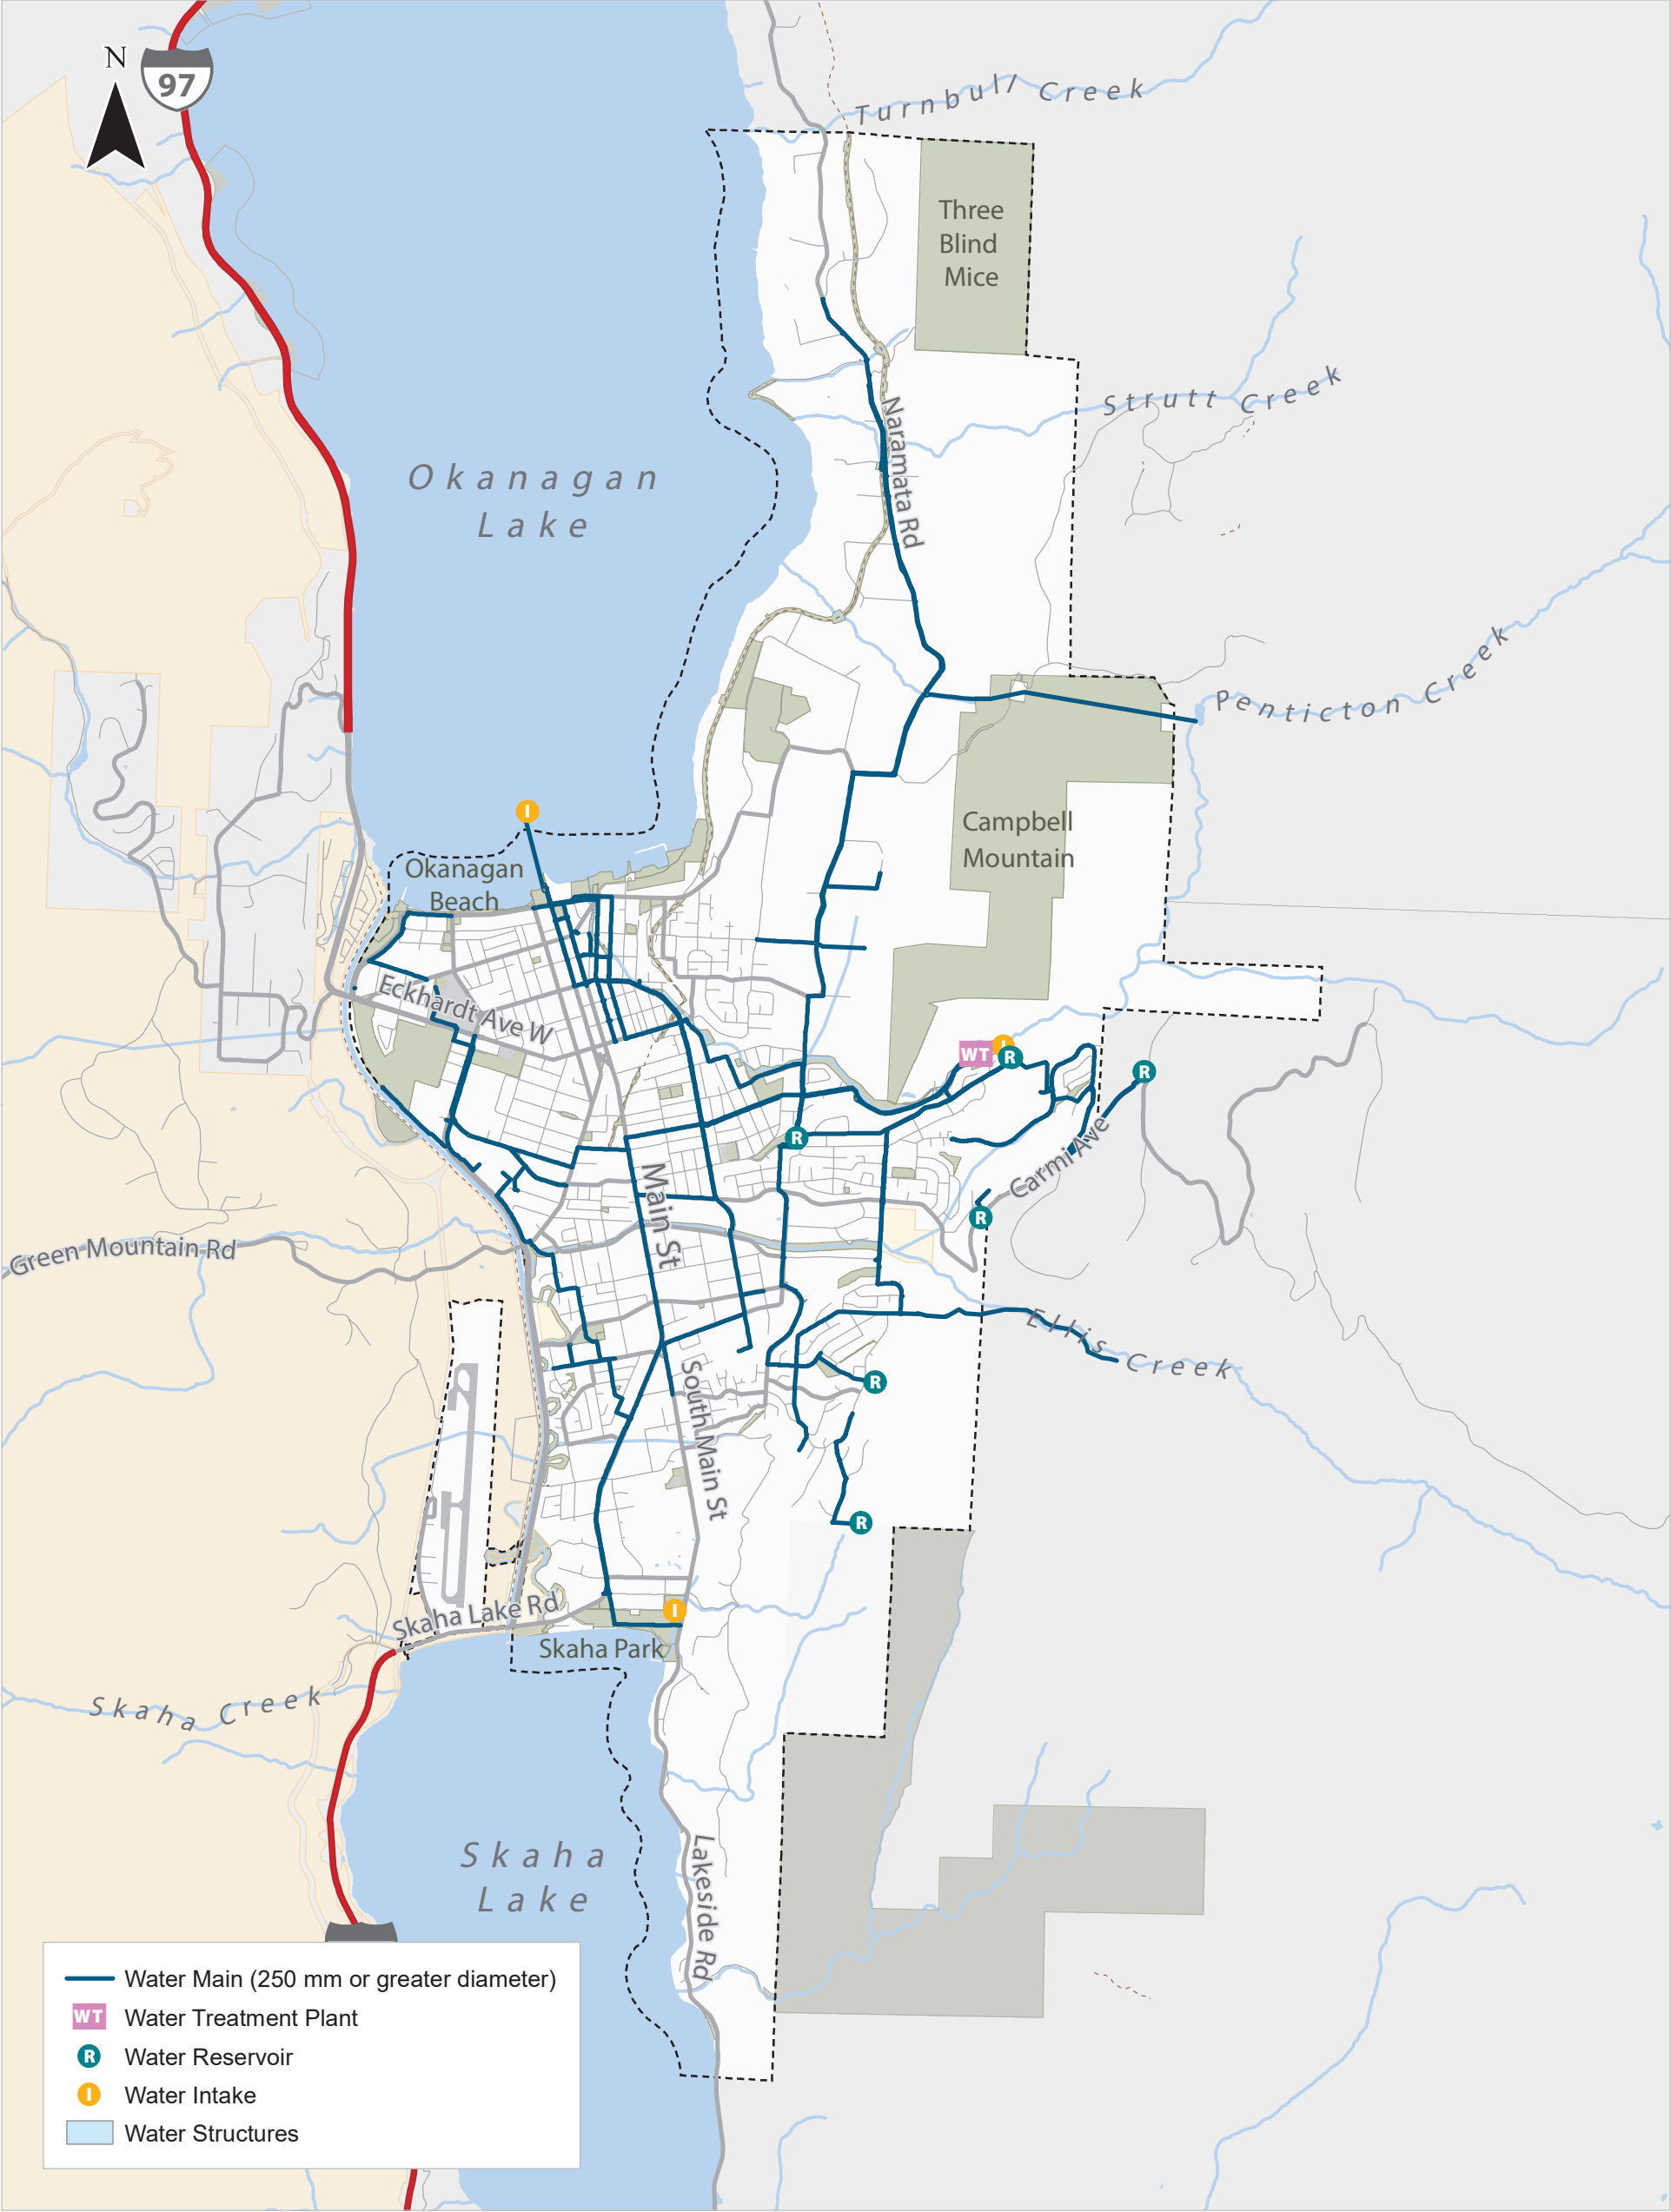 N
97
Turnbull Creek
Three
Blind
Mice
Strutt Creek
Okanagan
Lake
Naramata Rd
Penticton Creek
I
Campbell
Mountain
Okanagan
Beach
Eckhardt Ave W
WT
I
R
R
R
Carmi Ave
Main St
R
Green Mountain Rd
Ellis Creek
R
South Main St
R
Skaha Lake Rd
I
Skaha Park
Skaha Creek
Skaha
Lake
Lakeside Rd
Water Main (250 mm or greater diameter)
WT Water Treatment Plant
R Water Reservoir
I Water Intake
Water Structures